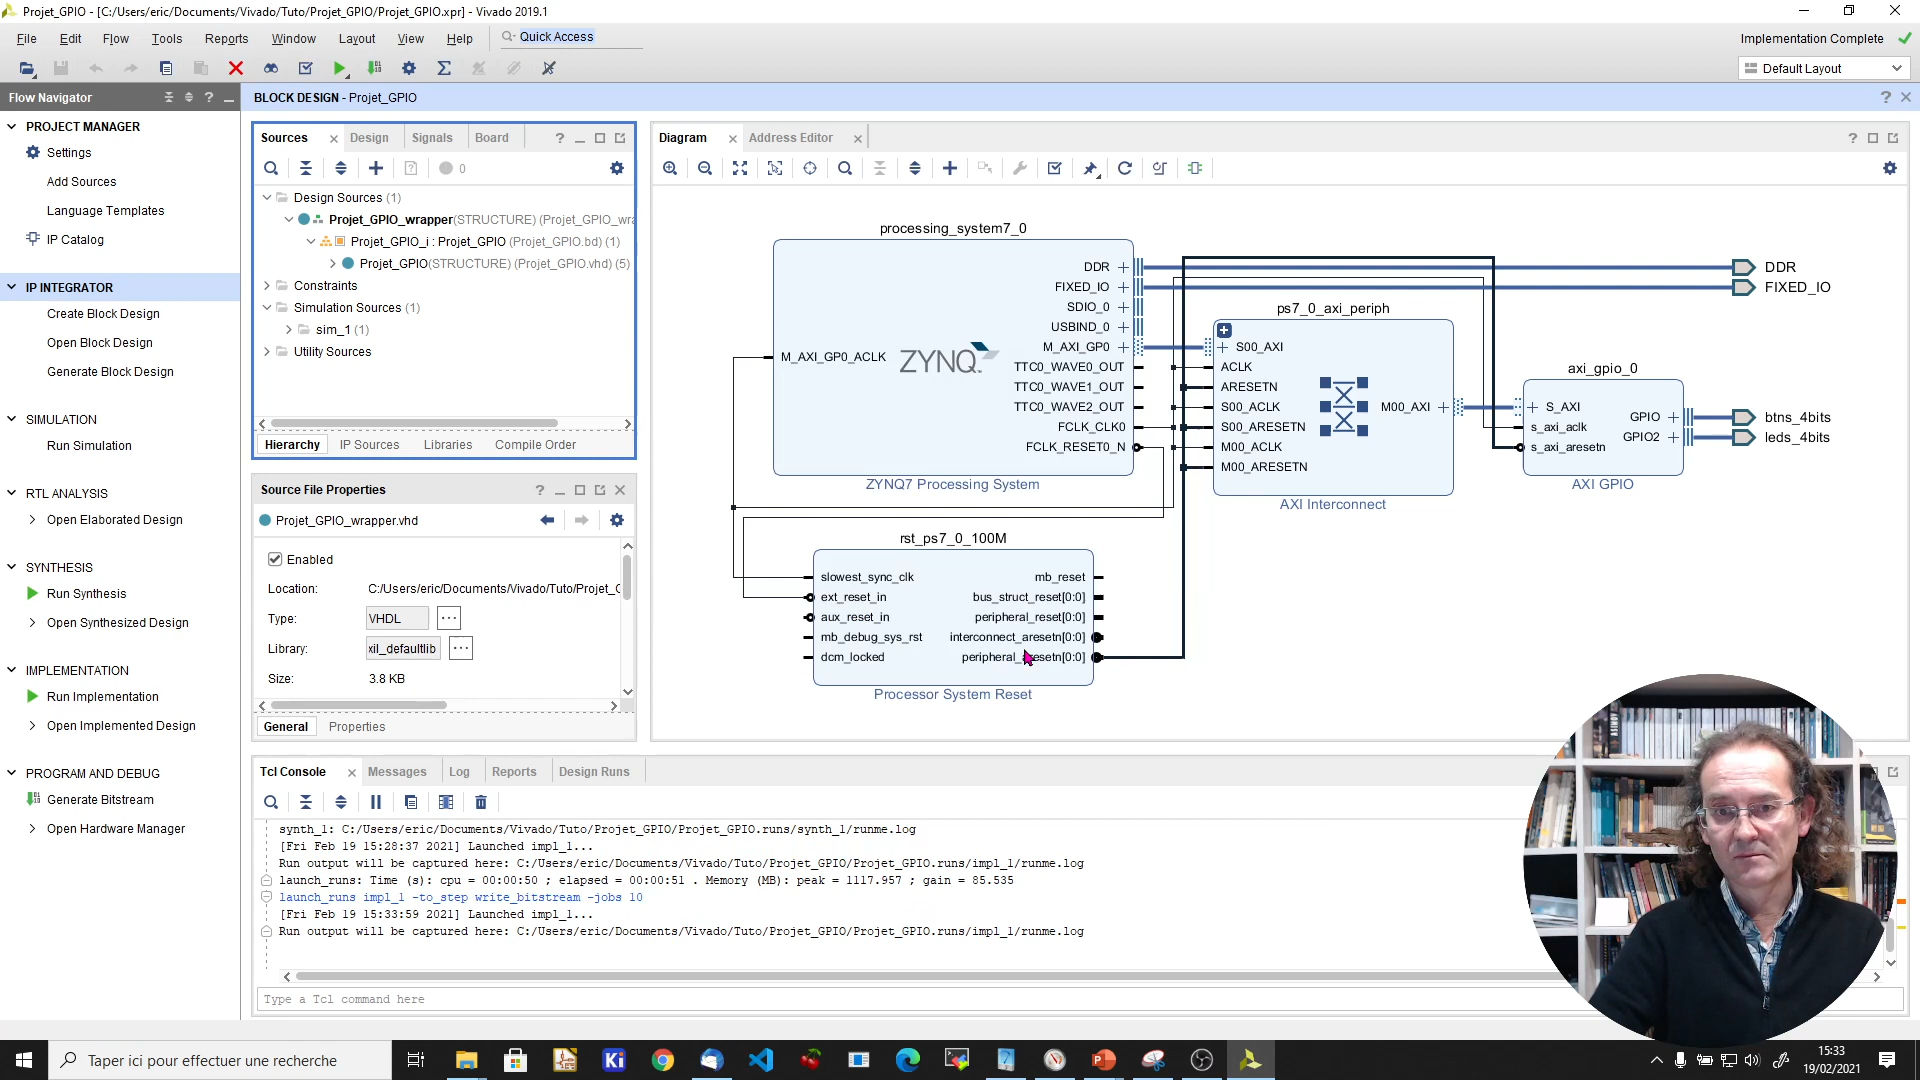 Projet_GPIO - [C:/Users/eric/Documents/Vivado/Tuto/Projet_GPIO/Projet_GPIO.xpr] - Vivado 2019.1
File Edit Flow Tools Reports Window Layout View Help Quick Access
Implementation Complete
Default Layout
Flow Navigator
PROJECT MANAGER
Settings
Add Sources
Language Templates
IP Catalog
IP INTEGRATOR
Create Block Design
Open Block Design
Generate Block Design
SIMULATION
Run Simulation
RTL ANALYSIS
Open Elaborated Design
SYNTHESIS
Run Synthesis
Open Synthesized Design
IMPLEMENTATION
Run Implementation
Open Implemented Design
PROGRAM AND DEBUG
Generate Bitstream
Open Hardware Manager
BLOCK DESIGN - Projet_GPIO
Sources Design Signals Board
0
Design Sources (1)
Projet_GPIO_wrapper(STRUCTURE) (Projet_GPIO_wra
Projet_GPIO_i : Projet_GPIO (Projet_GPIO.bd) (1)
Projet_GPIO(STRUCTURE) (Projet_GPIO.vhd) (5)
Constraints
Simulation Sources (1)
sim_1 (1)
Utility Sources
Hierarchy IP Sources Libraries Compile Order
Source File Properties
Projet_GPIO_wrapper.vhd
Enabled
Location: C:/Users/eric/Documents/Vivado/Tuto/Projet_G
Type: VHDL
Library: xil_defaultlib
Size: 3.8 KB
General Properties
Diagram Address Editor
processing_system7_0
M_AXI_GP0_ACLK
ZYNQ
DDR
FIXED_IO
SDIO_0
USBIND_0
M_AXI_GP0
TTC0_WAVE0_OUT
TTC0_WAVE1_OUT
TTC0_WAVE2_OUT
FCLK_CLK0
FCLK_RESET0_N
ZYNQ7 Processing System
ps7_0_axi_periph
S00_AXI
ACLK
ARESETN
S00_ACLK
S00_ARESETN
M00_ACLK
M00_ARESETN
M00_AXI
AXI Interconnect
axi_gpio_0
S_AXI
s_axi_aclk
s_axi_aresetn
GPIO
GPIO2
AXI GPIO
DDR
FIXED_IO
btns_4bits
leds_4bits
rst_ps7_0_100M
slowest_sync_clk
ext_reset_in
aux_reset_in
mb_debug_sys_rst
dcm_locked
mb_reset
bus_struct_reset[0:0]
peripheral_reset[0:0]
interconnect_aresetn[0:0]
peripheral_aresetn[0:0]
Processor System Reset
Tcl Console Messages Log Reports Design Runs
synth_1: C:/Users/eric/Documents/Vivado/Tuto/Projet_GPIO/Projet_GPIO.runs/synth_1/runme.log
[Fri Feb 19 15:28:37 2021] Launched impl_1...
Run output will be captured here: C:/Users/eric/Documents/Vivado/Tuto/Projet_GPIO/Projet_GPIO.runs/impl_1/runme.log
launch_runs: Time (s): cpu = 00:00:50 ; elapsed = 00:00:51 . Memory (MB): peak = 1117.957 ; gain = 85.535
launch_runs impl_1 -to_step write_bitstream -jobs 10
[Fri Feb 19 15:33:59 2021] Launched impl_1...
Run output will be captured here: C:/Users/eric/Documents/Vivado/Tuto/Projet_GPIO/Projet_GPIO.runs/impl_1/runme.log
Type a Tcl command here
Taper ici pour effectuer une recherche
Ki
15:33
19/02/2021